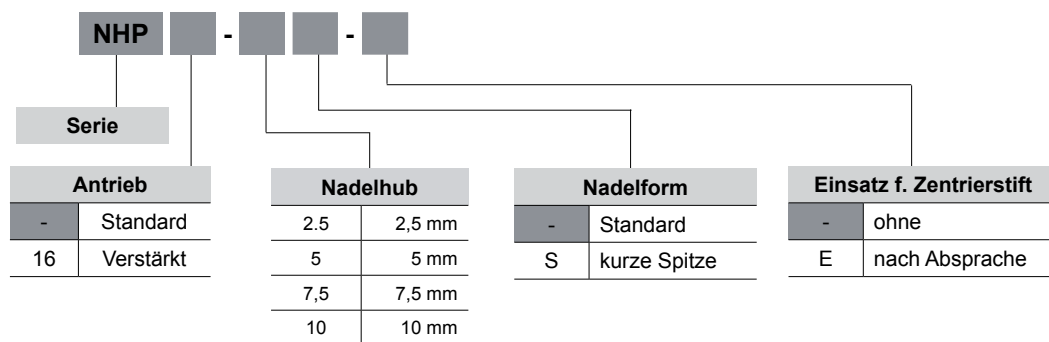 NHP - -
Serie
Antrieb
- Standard
16 Verstärkt
Nadelhub
2.5 2,5 mm
5 5 mm
7,5 7,5 mm
10 10 mm
Nadelform
- Standard
S kurze Spitze
Einsatz f. Zentrierstift
- ohne
E nach Absprache